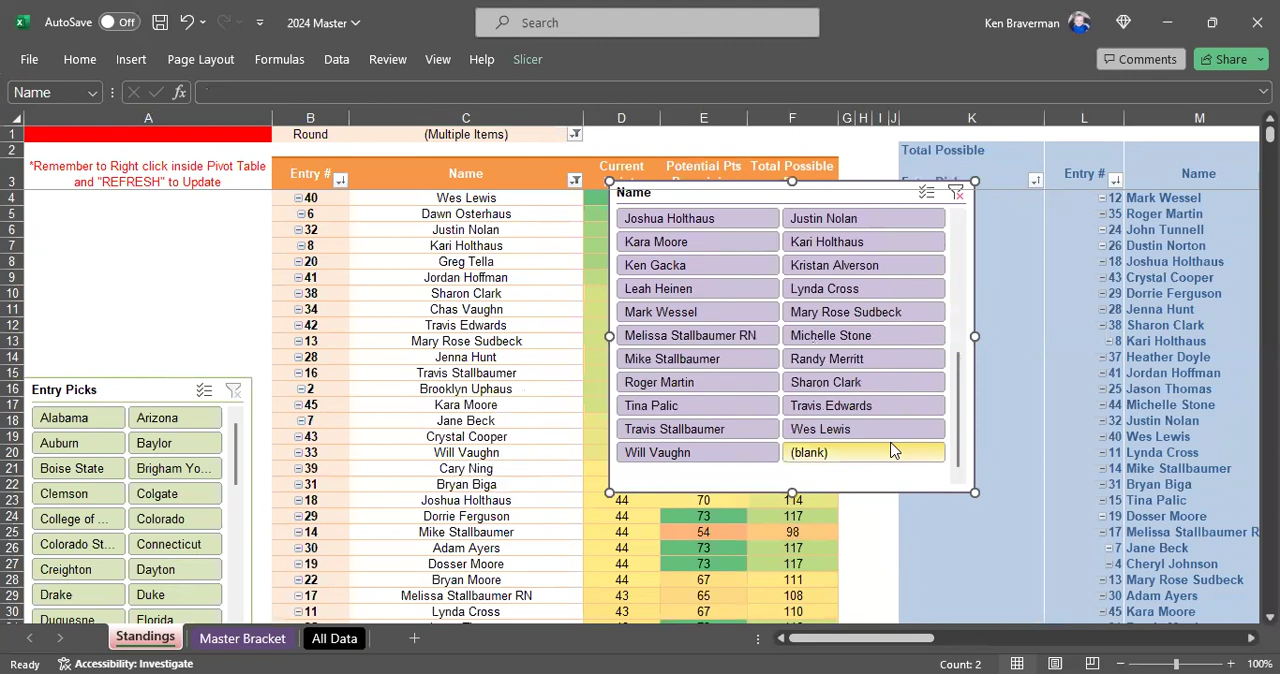 AutoSave Off 2024 Master Search Ken Braverman
File Home Insert Page Layout Formulas Data Review View Help Slicer Comments Share
Name fx
A B C D E F G H I J K L M
1 Round (Multiple Items)
2 Total Possible
*Remember to Right click inside Pivot Table Current Potential Pts Total Possible
3 and "REFRESH" to Update Entry # Name Entry # Name
4 40 Wes Lewis 12 Mark Wessel
5 6 Dawn Osterhaus 35 Roger Martin
6 32 Justin Nolan 24 John Tunnell
7 8 Kari Holthaus 26 Dustin Norton
8 20 Greg Tella 18 Joshua Holthaus
9 41 Jordan Hoffman 43 Crystal Cooper
10 38 Sharon Clark 29 Dorrie Ferguson
11 34 Chas Vaughn 28 Jenna Hunt
12 42 Travis Edwards 38 Sharon Clark
13 13 Mary Rose Sudbeck 8 Kari Holthaus
14 28 Jenna Hunt 37 Heather Doyle
15 16 Travis Stallbaumer 41 Jordan Hoffman
16 2 Brooklyn Uphaus 25 Jason Thomas
17 45 Kara Moore 44 Michelle Stone
18 7 Jane Beck 32 Justin Nolan
19 43 Crystal Cooper 40 Wes Lewis
20 33 Will Vaughn 11 Lynda Cross
21 39 Cary Ning 14 Mike Stallbaumer
22 31 Bryan Biga 31 Bryan Biga
23 18 Joshua Holthaus 44 70 114 15 Tina Palic
24 29 Dorrie Ferguson 44 73 117 19 Dosser Moore
25 14 Mike Stallbaumer 44 54 98 17 Melissa Stallbaumer R
26 30 Adam Ayers 44 73 117 7 Jane Beck
27 19 Dosser Moore 44 73 117 4 Cheryl Johnson
28 22 Bryan Moore 44 67 111 13 Mary Rose Sudbeck
29 17 Melissa Stallbaumer RN 43 65 108 30 Adam Ayers
30 11 Lynda Cross 43 67 110 45 Kara Moore
Name
Joshua Holthaus Justin Nolan
Kara Moore Kari Holthaus
Ken Gacka Kristan Alverson
Leah Heinen Lynda Cross
Mark Wessel Mary Rose Sudbeck
Melissa Stallbaumer RN Michelle Stone
Mike Stallbaumer Randy Merritt
Roger Martin Sharon Clark
Tina Palic Travis Edwards
Travis Stallbaumer Wes Lewis
Will Vaughn (blank)
Entry Picks
Alabama Arizona
Auburn Baylor
Boise State Brigham Yo...
Clemson Colgate
College of ... Colorado
Colorado St... Connecticut
Creighton Dayton
Drake Duke
Duquesne Florida
Standings Master Bracket All Data
Ready Accessibility: Investigate Count: 2 100%